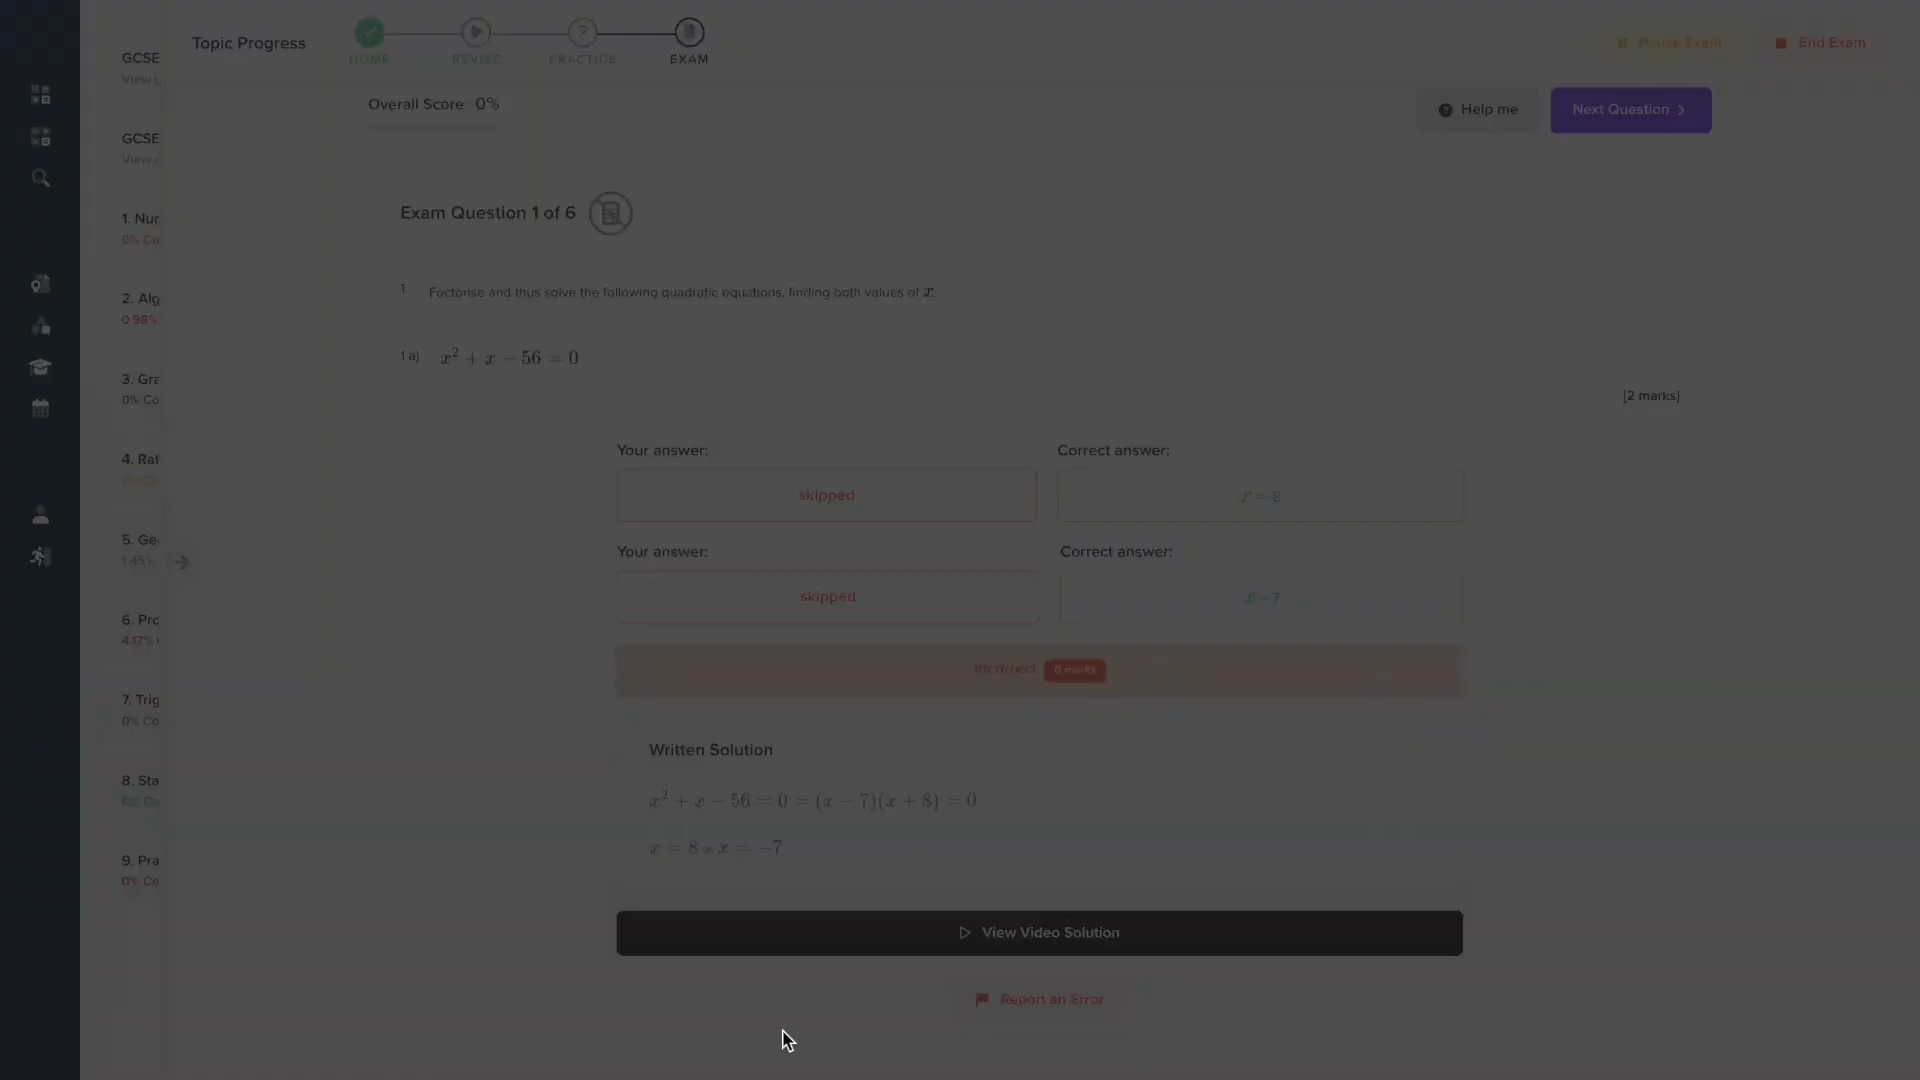 GCSE
View
GCSE
View
1. Nur
0% Co
2. Alg
0.98%
3. Gra
0% Co
4. Rat
0% Co
5. Ge
1.45%
6. Pro
4.17%
7. Trig
0% Co
8. Sta
0% Co
9. Pra
0% Co
Topic Progress
HOME REVISE PRACTICE EXAM
Pause Exam End Exam
Overall Score 0%
Help me Next Question
Exam Question 1 of 6
1. Factorise and thus solve the following quadratic equations, finding both values of x.
1 a) x² + x − 56 = 0
[2 marks]
Your answer: Correct answer:
skipped x = -8
Your answer: Correct answer:
skipped x = 7
Incorrect 0 marks
Written Solution
x² + x − 56 = 0 = (x − 7)(x + 8) = 0
x = 8 or x = −7
View Video Solution
Report an Error